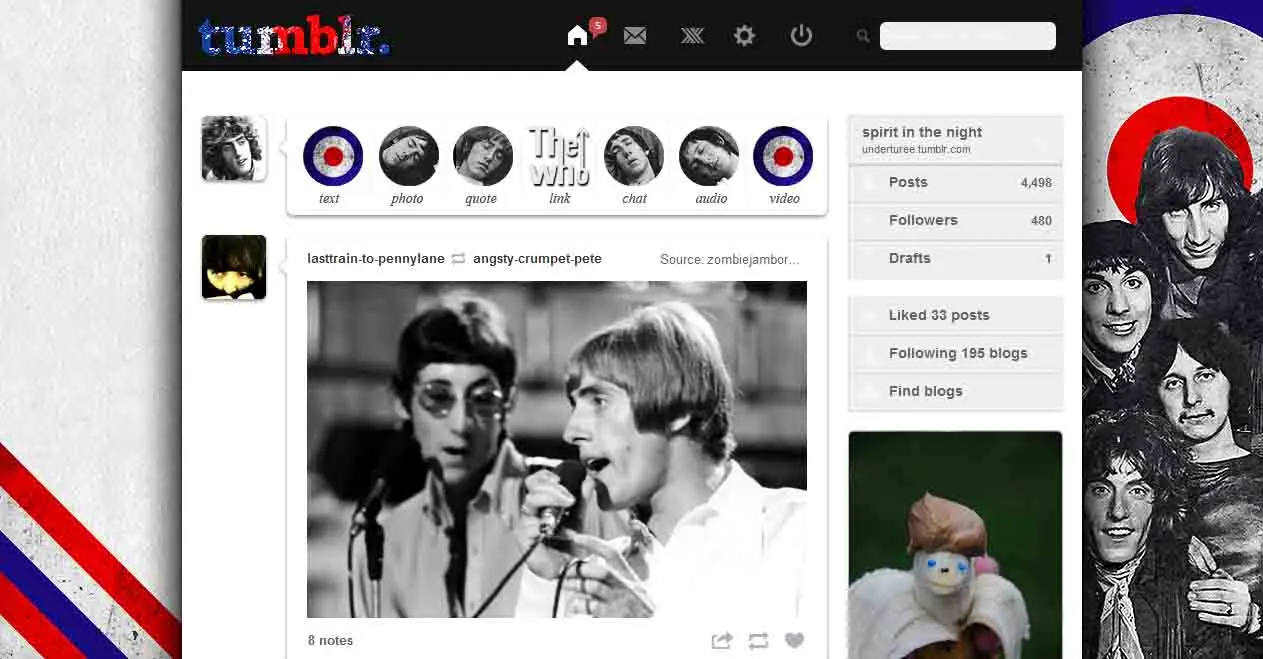 tumblr.
5
text
photo
quote
The Who
link
chat
audio
video
lasttrain-to-pennylane angsty-crumpet-pete Source: zombiejambor...
8 notes
spirit in the night
underturee.tumblr.com
Posts 4,498
Followers 480
Drafts 1
Liked 33 posts
Following 195 blogs
Find blogs